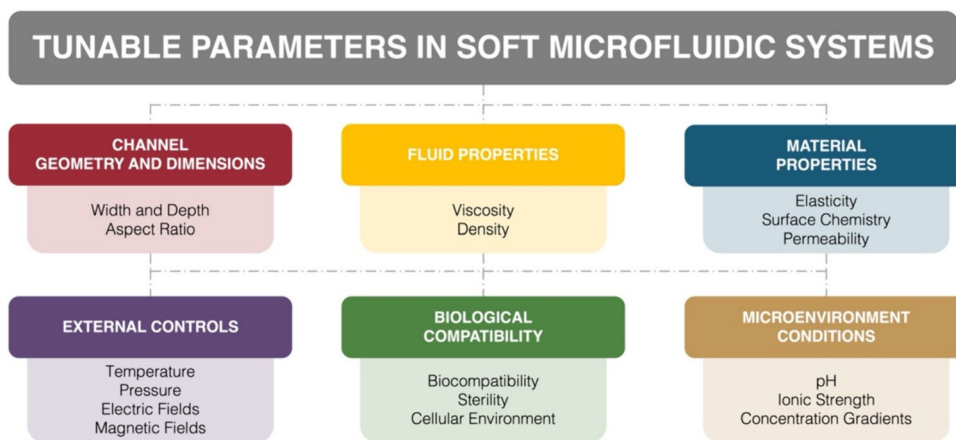 TUNABLE PARAMETERS IN SOFT MICROFLUIDIC SYSTEMS
CHANNEL
GEOMETRY AND DIMENSIONS
Width and Depth
Aspect Ratio
FLUID PROPERTIES
Viscosity
Density
MATERIAL
PROPERTIES
Elasticity
Surface Chemistry
Permeability
EXTERNAL CONTROLS
Temperature
Pressure
Electric Fields
Magnetic Fields
BIOLOGICAL
COMPATIBILITY
Biocompatibility
Sterility
Cellular Environment
MICROENVIRONMENT
CONDITIONS
pH
Ionic Strength
Concentration Gradients